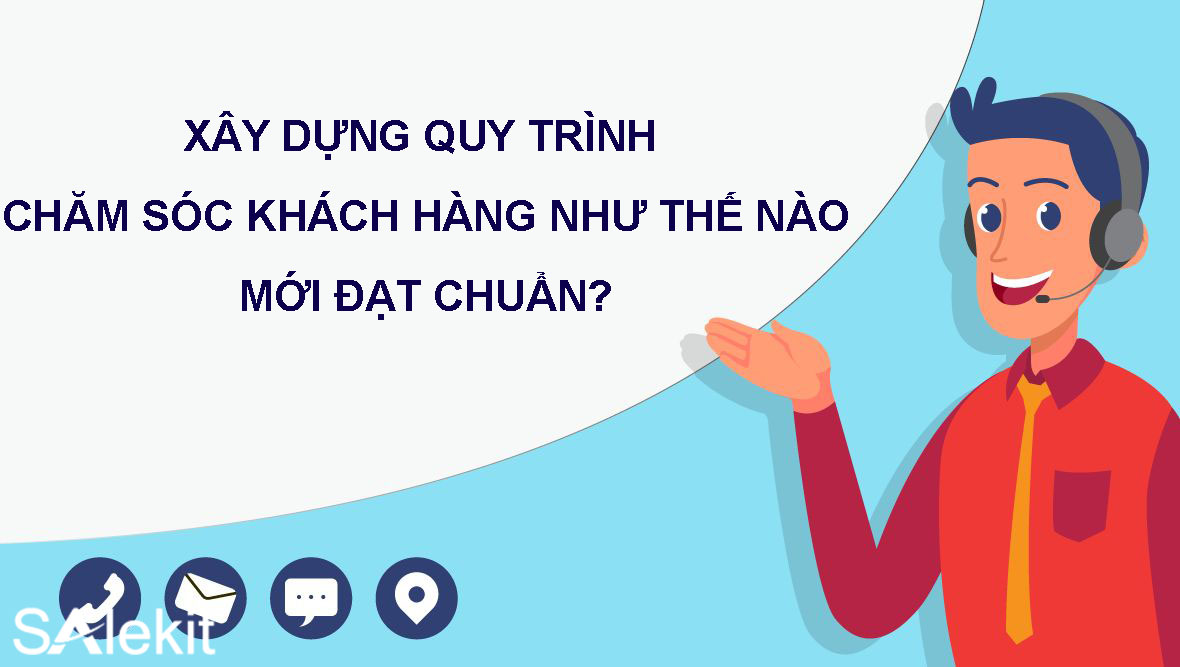 XÂY DỰNG QUY TRÌNH
CHĂM SÓC KHÁCH HÀNG NHƯ THẾ NÀO
MỚI ĐẠT CHUẨN?
SAlekit